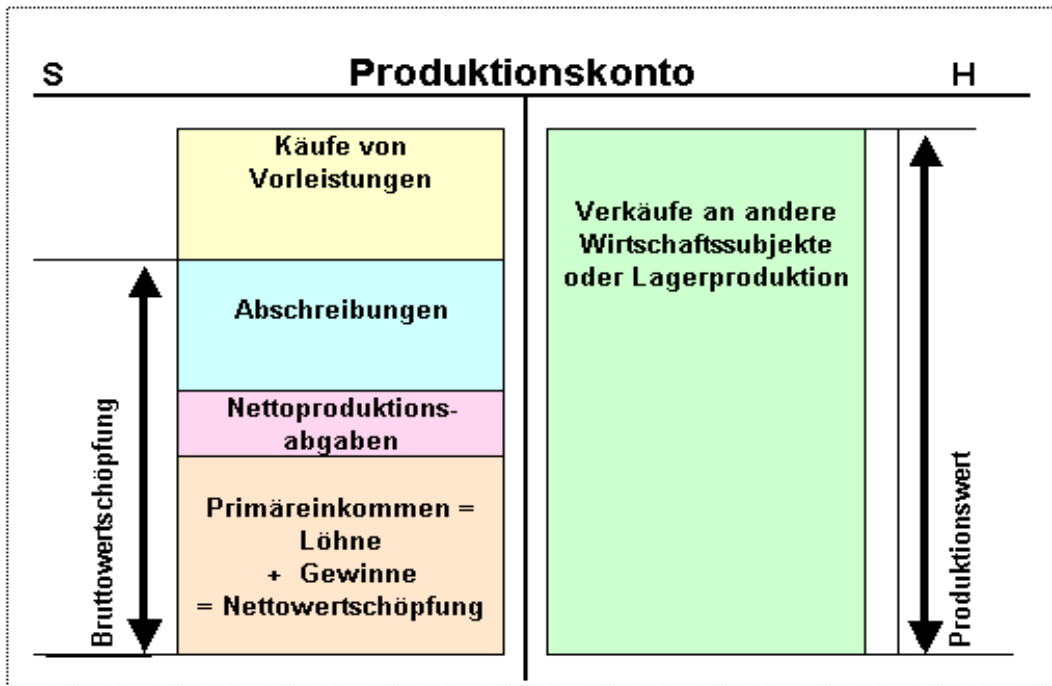 S
Produktionskonto
H
Käufe von
Vorleistungen
Abschreibungen
Nettoproduktions-
abgaben
Primäreinkommen =
Löhne
+ Gewinne
= Nettowertschöpfung
Bruttowertschöpfung
Verkäufe an andere
Wirtschaftssubjekte
oder Lagerproduktion
Produktionswert